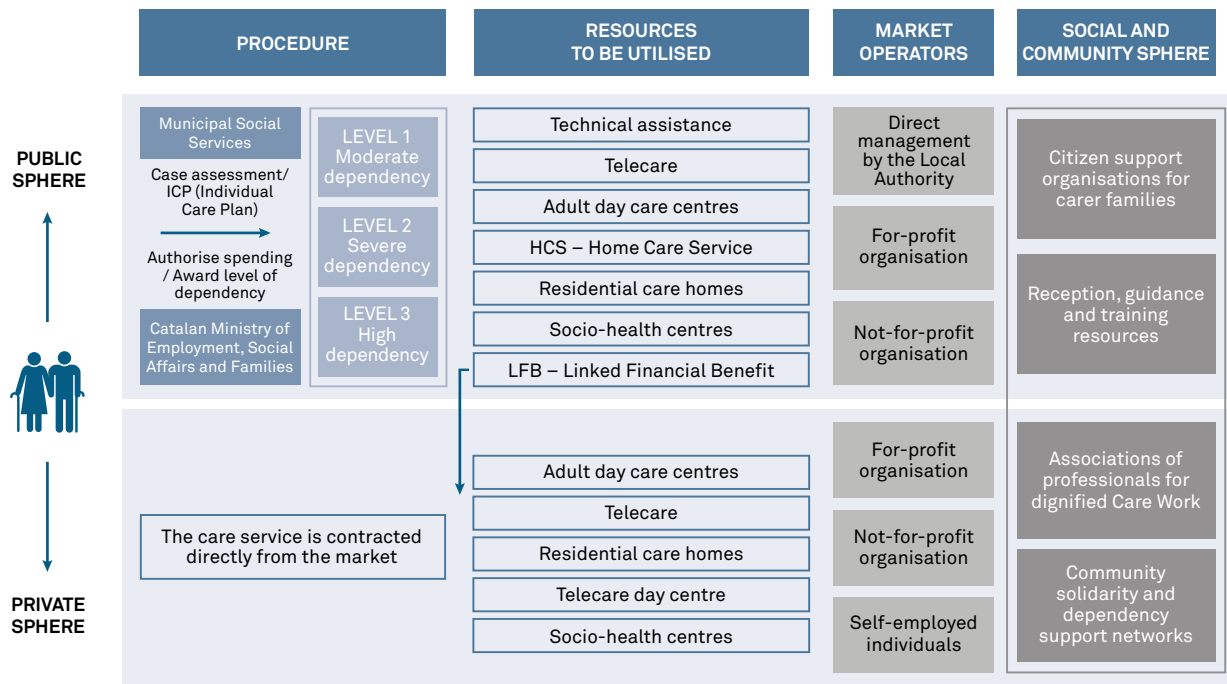 PROCEDURE
RESOURCES
TO BE UTILISED
MARKET
OPERATORS
SOCIAL AND
COMMUNITY SPHERE
PUBLIC
SPHERE
Municipal Social
Services
Case assessment/
ICP (Individual
Care Plan)
Authorise spending
/ Award level of
dependency
Catalan Ministry of
Employment, Social
Affairs and Families
LEVEL 1
Moderate
dependency
LEVEL 2
Severe
dependency
LEVEL 3
High
dependency
Technical assistance
Telecare
Adult day care centres
HCS – Home Care Service
Residential care homes
Socio-health centres
LFB – Linked Financial Benefit
Direct
management
by the Local
Authority
For-profit
organisation
Not-for-profit
organisation
Citizen support
organisations for
carer families
Reception, guidance
and training
resources
PRIVATE
SPHERE
The care service is contracted
directly from the market
Adult day care centres
Telecare
Residential care homes
Telecare day centre
Socio-health centres
For-profit
organisation
Not-for-profit
organisation
Self-employed
individuals
Associations of
professionals for
dignified Care Work
Community
solidarity and
dependency
support networks